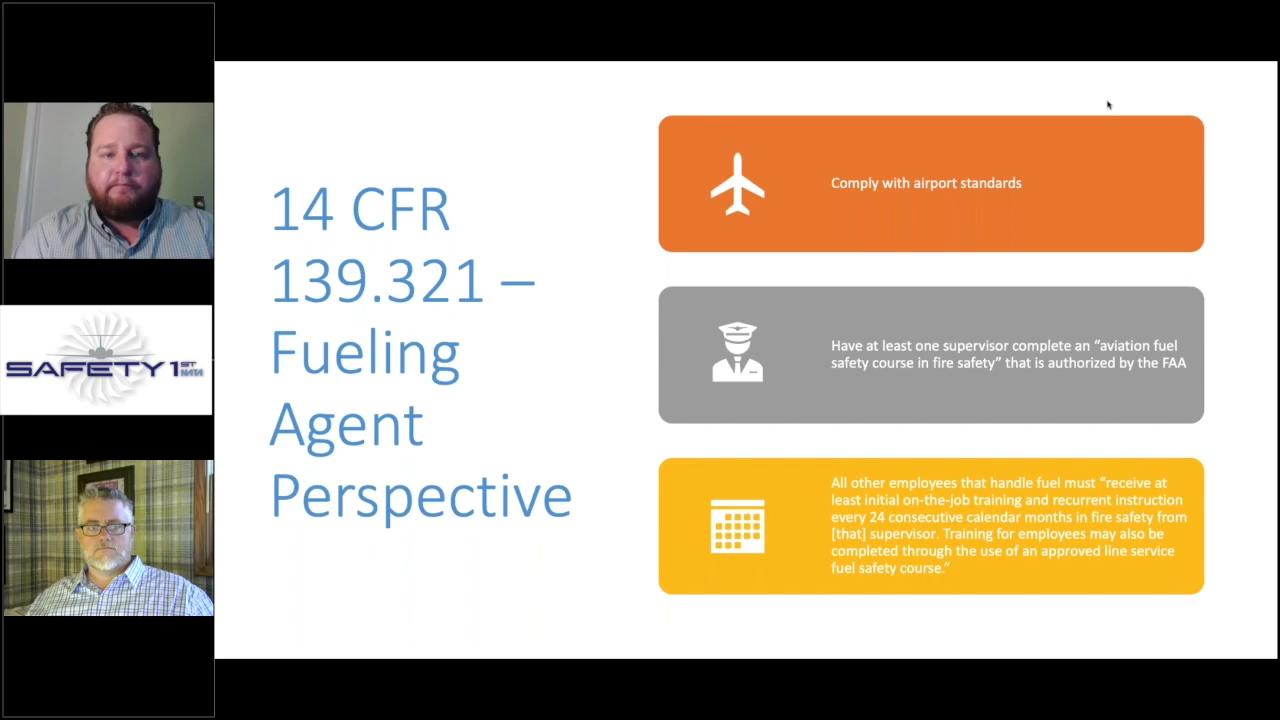 14 CFR
139.321 –
Fueling
Agent
Perspective
Comply with airport standards
Have at least one supervisor complete an “aviation fuel
safety course in fire safety” that is authorized by the FAA
All other employees that handle fuel must “receive at
least initial on-the-job training and recurrent instruction
every 24 consecutive calendar months in fire safety from
[that] supervisor. Training for employees may also be
completed through the use of an approved line service
fuel safety course.”
SAFETY 1ST
NATA